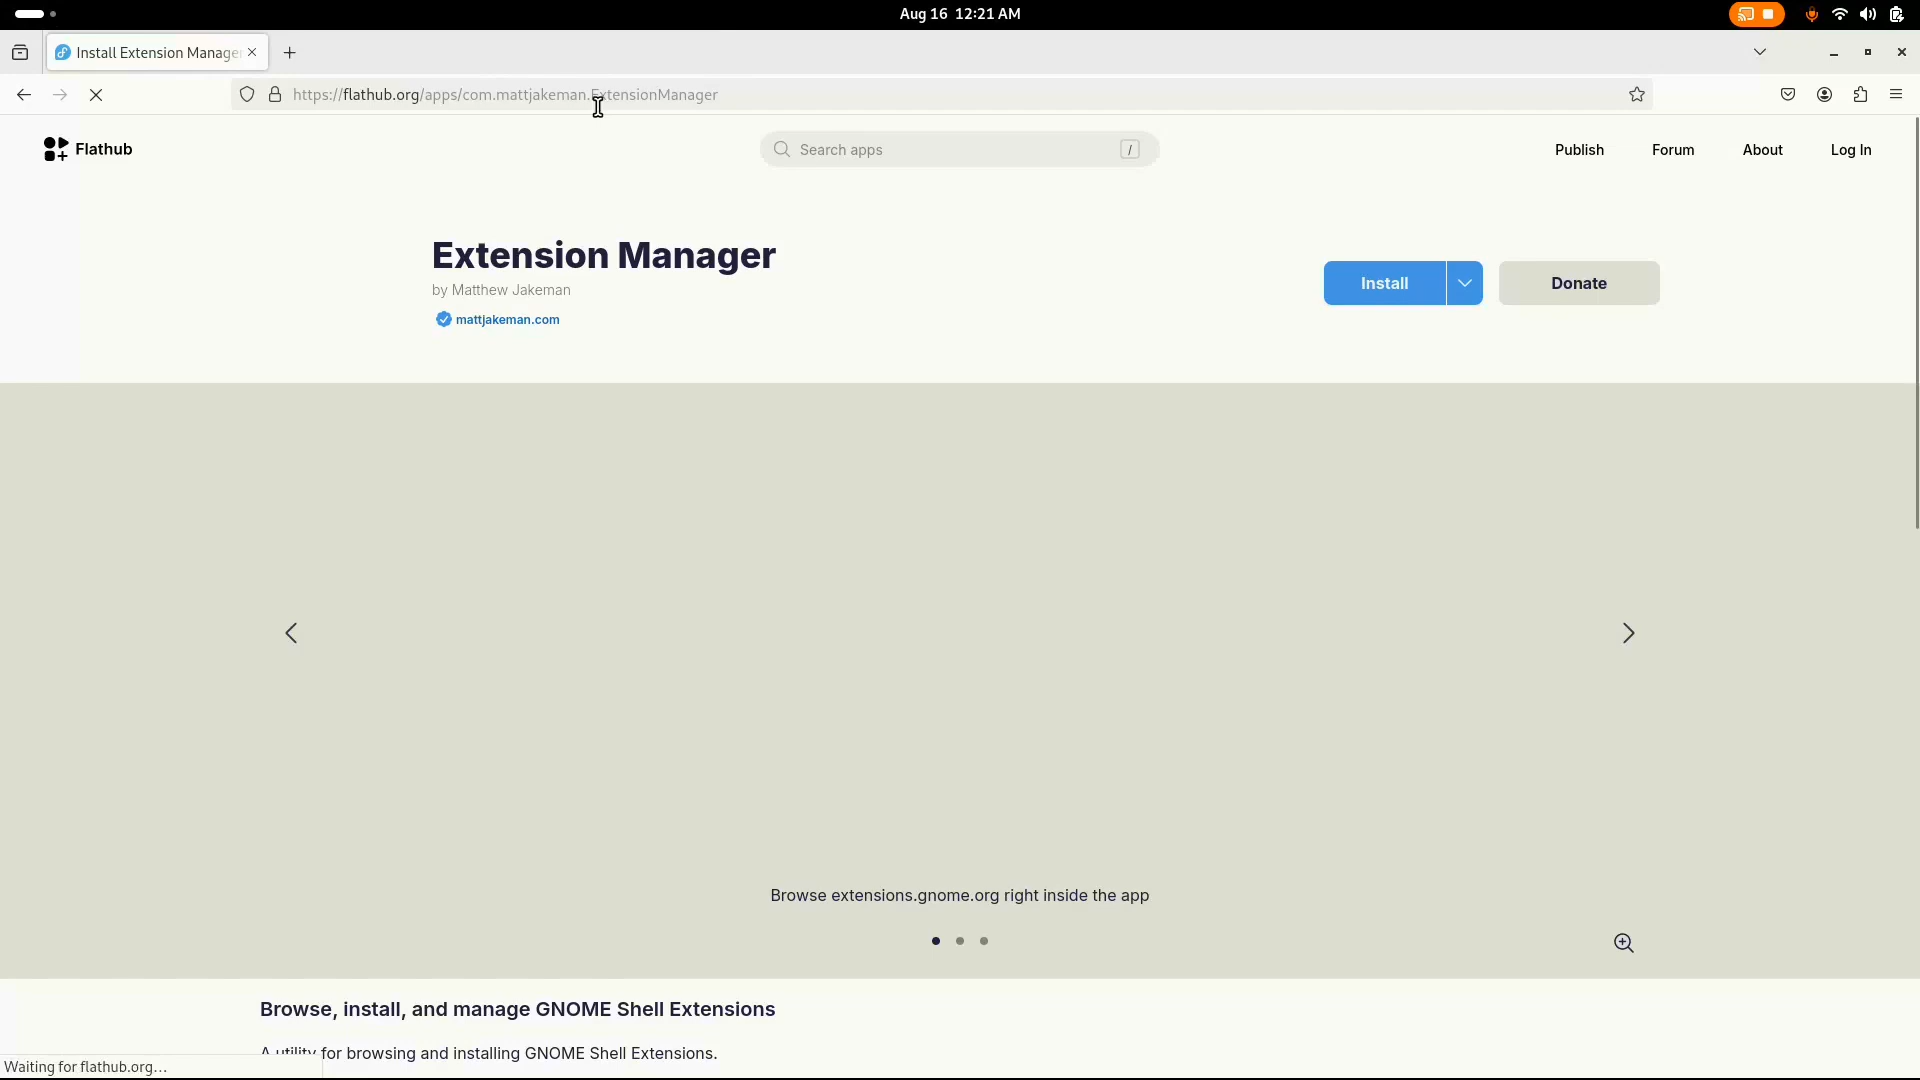 Aug 16 12:21 AM
Install Extension Manage
https://flathub.org/apps/com.mattjakeman.ExtensionManager
Flathub
Search apps
/
Publish
Forum
About
Log In
Extension Manager
by Matthew Jakeman
mattjakeman.com
Install
Donate
Browse extensions.gnome.org right inside the app
Browse, install, and manage GNOME Shell Extensions
A utility for browsing and installing GNOME Shell Extensions.
Waiting for flathub.org…